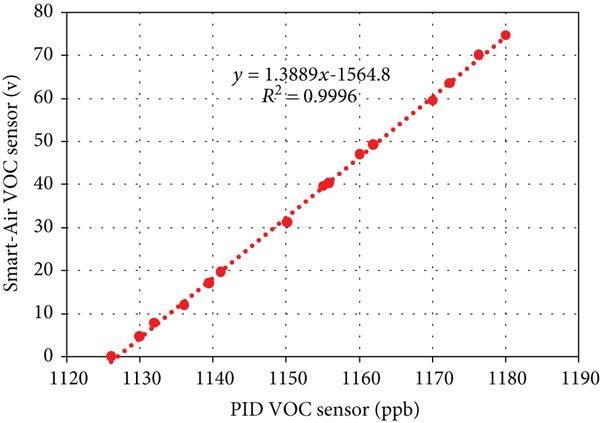 80
70
60
50
40
30
20
10
0
Smart-Air VOC sensor (v)
y = 1.3889x-1564.8
R² = 0.9996
1120 1130 1140 1150 1160 1170 1180 1190
PID VOC sensor (ppb)